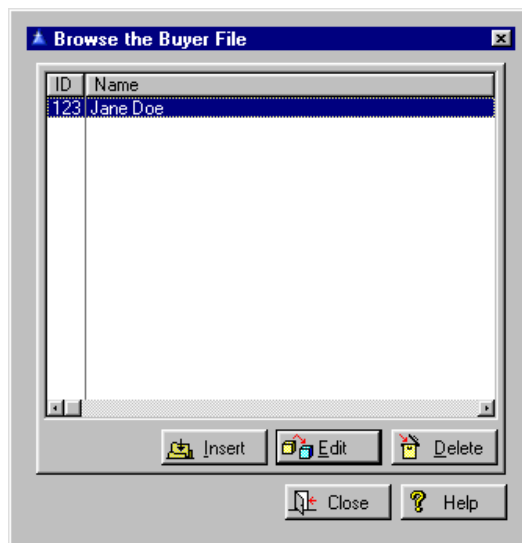 Browse the Buyer File
ID Name
123 Jane Doe
Insert Edit Delete
Close Help